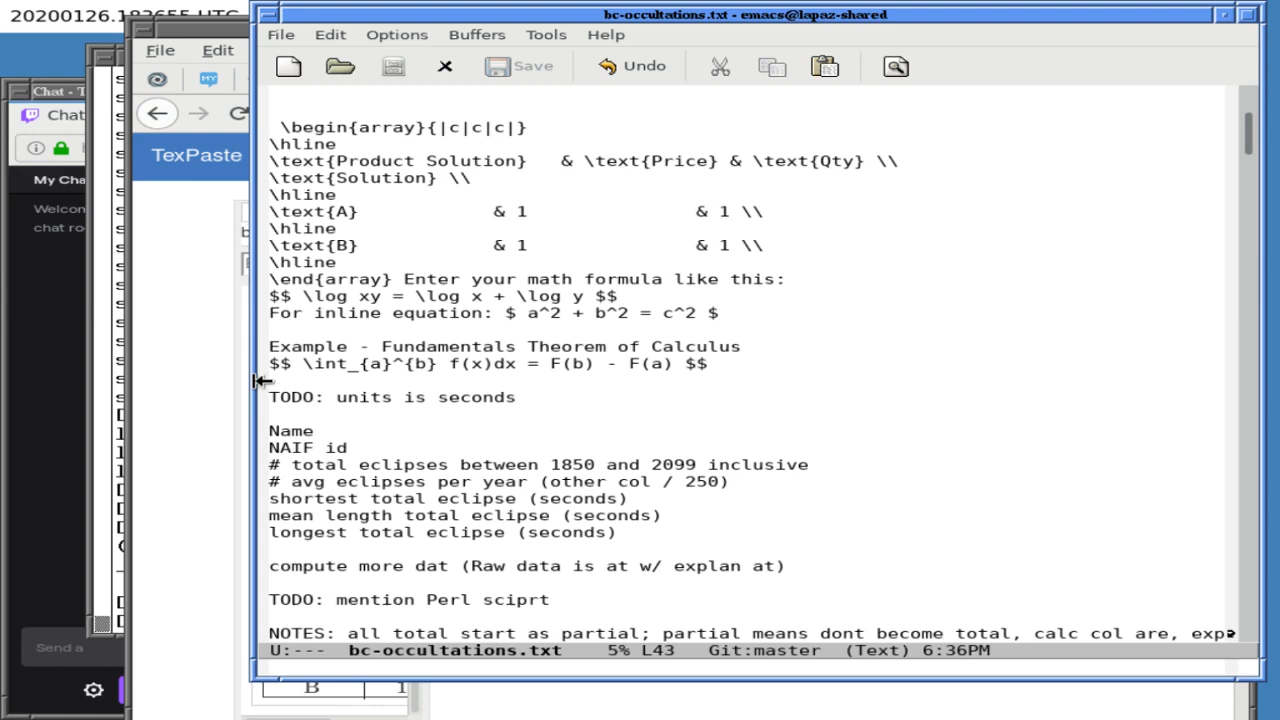 20200126.183655 UTC
bc-occultations.txt - emacs@lapaz-shared
File Edit Options Buffers Tools Help
Save Undo
\begin{array}{|c|c|c|}
\hline
\text{Product Solution}   & \text{Price} & \text{Qty} \\
\text{Solution} \\
\hline
\text{A}            & 1               & 1 \\
\hline
\text{B}            & 1               & 1 \\
\hline
\end{array} Enter your math formula like this:
$$ \log xy = \log x + \log y $$
For inline equation: $ a^2 + b^2 = c^2 $
Example - Fundamentals Theorem of Calculus
$$ \int_{a}^{b} f(x)dx = F(b) - F(a) $$
TODO: units is seconds
Name
NAIF id
# total eclipses between 1850 and 2099 inclusive
# avg eclipses per year (other col / 250)
shortest total eclipse (seconds)
mean length total eclipse (seconds)
longest total eclipse (seconds)
compute more dat (Raw data is at w/ explan at)
TODO: mention Perl sciprt
NOTES: all total start as partial; partial means dont become total, calc col are, exp
U:---  bc-occultations.txt    5% L43   Git:master  (Text) 6:36PM
File Edit
MY
TexPaste
B 1
Chat - T
Chat
My Cha
Welcon
chat ro
Send a